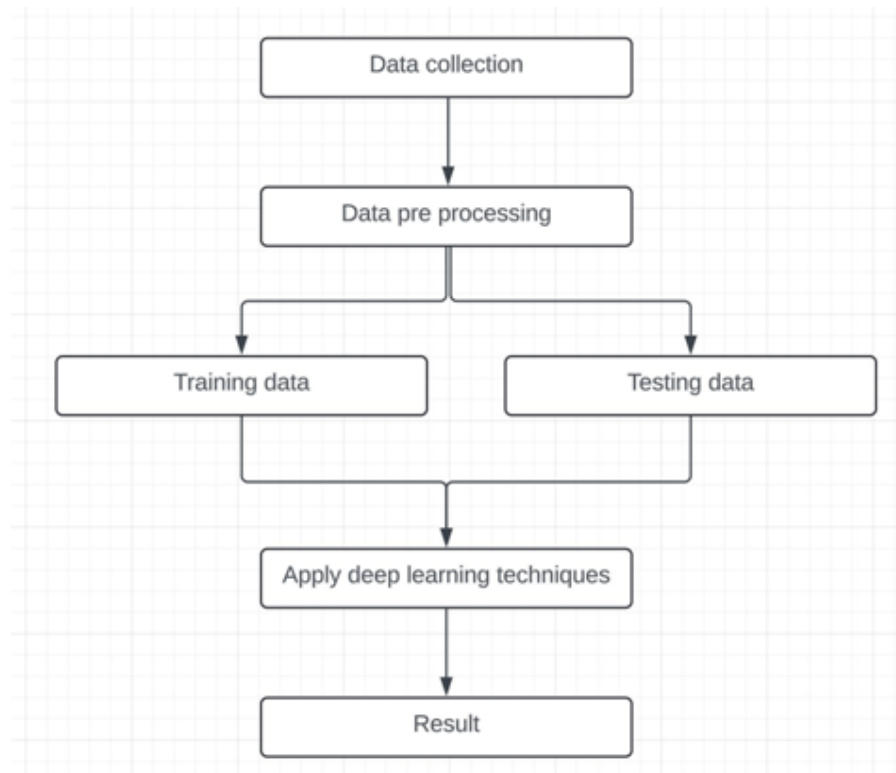 Data collection
Data pre processing
Training data
Testing data
Apply deep learning techniques
Result